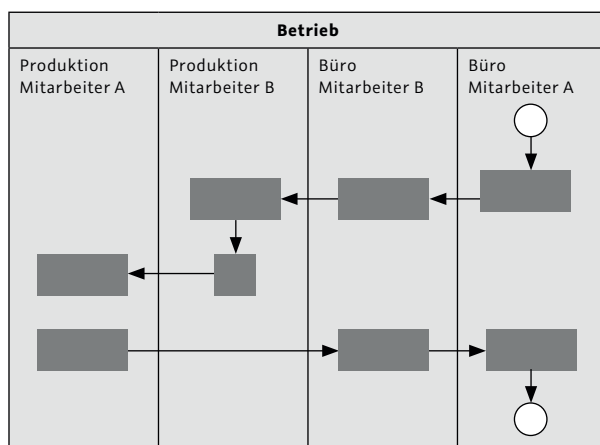 Betrieb
Produktion
Mitarbeiter A
Produktion
Mitarbeiter B
Büro
Mitarbeiter B
Büro
Mitarbeiter A